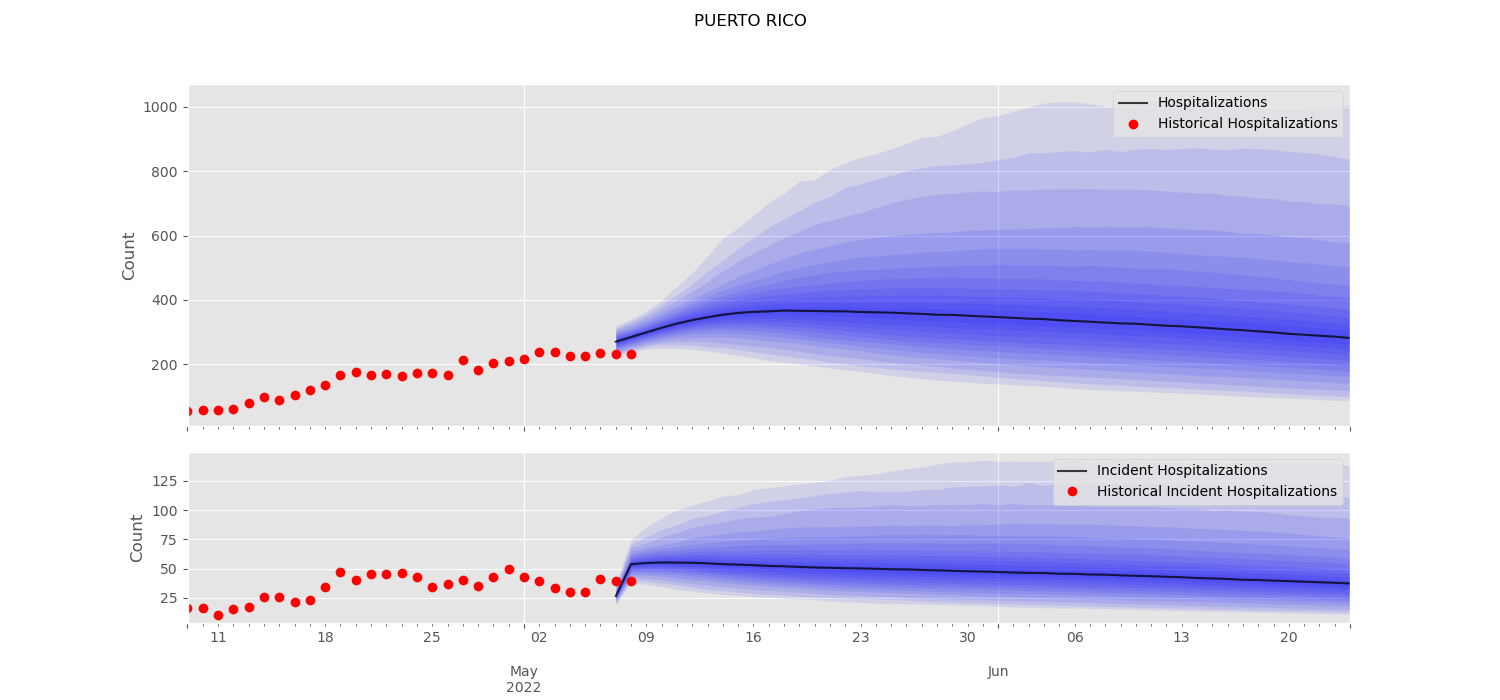 PUERTO RICO
1000
800
600
400
200
Count
Hospitalizations
Historical Hospitalizations
125
100
75
50
25
Count
Incident Hospitalizations
Historical Incident Hospitalizations
11 18 25 02 09 16 23 30 06 13 20
May Jun
2022